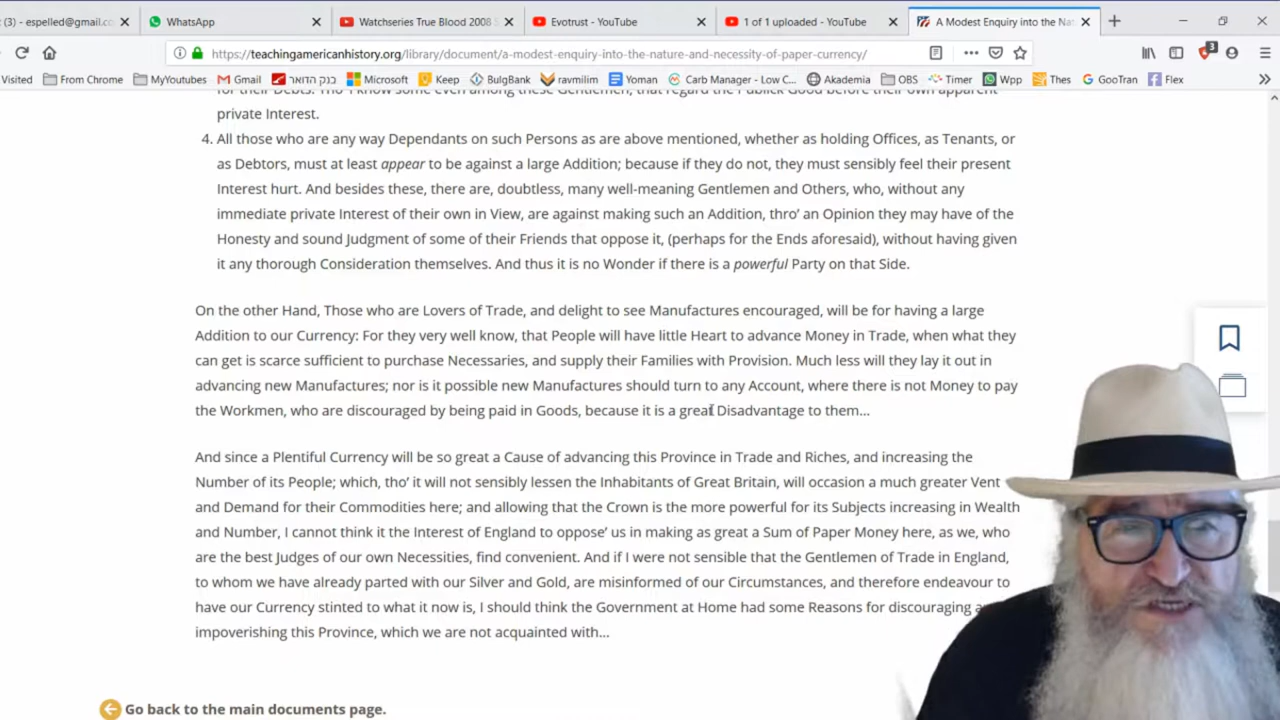 (3) - espelled@gmail.co
WhatsApp
Watchseries True Blood 2008 S
Evotrust - YouTube
1 of 1 uploaded - YouTube
A Modest Enquiry into the Nat
https://teachingamericanhistory.org/library/document/a-modest-enquiry-into-the-nature-and-necessity-of-paper-currency/
3
Visited From Chrome MyYoutubes Gmail בנק הדואר Microsoft Keep BulgBank ravmilim Yoman Carb Manager - Low C... Akademia OBS Timer Wpp Thes GooTran Flex
for their Debts. Tho' I know some even among these Gentlemen, that regard the Publick Good before their own apparent
private Interest.
4. All those who are any way Dependants on such Persons as are above mentioned, whether as holding Offices, as Tenants, or
as Debtors, must at least appear to be against a large Addition; because if they do not, they must sensibly feel their present
Interest hurt. And besides these, there are, doubtless, many well-meaning Gentlemen and Others, who, without any
immediate private Interest of their own in View, are against making such an Addition, thro' an Opinion they may have of the
Honesty and sound Judgment of some of their Friends that oppose it, (perhaps for the Ends aforesaid), without having given
it any thorough Consideration themselves. And thus it is no Wonder if there is a powerful Party on that Side.
On the other Hand, Those who are Lovers of Trade, and delight to see Manufactures encouraged, will be for having a large
Addition to our Currency: For they very well know, that People will have little Heart to advance Money in Trade, when what they
can get is scarce sufficient to purchase Necessaries, and supply their Families with Provision. Much less will they lay it out in
advancing new Manufactures; nor is it possible new Manufactures should turn to any Account, where there is not Money to pay
the Workmen, who are discouraged by being paid in Goods, because it is a great Disadvantage to them...
And since a Plentiful Currency will be so great a Cause of advancing this Province in Trade and Riches, and increasing the
Number of its People; which, tho' it will not sensibly lessen the Inhabitants of Great Britain, will occasion a much greater Vent
and Demand for their Commodities here; and allowing that the Crown is the more powerful for its Subjects increasing in Wealth
and Number, I cannot think it the Interest of England to oppose' us in making as great a Sum of Paper Money here, as we, who
are the best Judges of our own Necessities, find convenient. And if I were not sensible that the Gentlemen of Trade in England,
to whom we have already parted with our Silver and Gold, are misinformed of our Circumstances, and therefore endeavour to
have our Currency stinted to what it now is, I should think the Government at Home had some Reasons for discouraging
impoverishing this Province, which we are not acquainted with...
Go back to the main documents page.